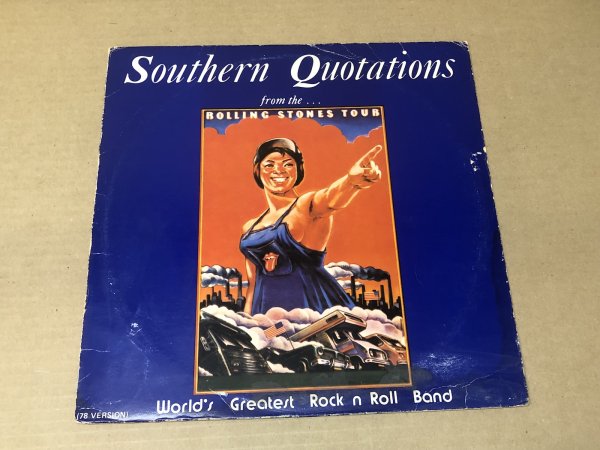 Southern Quotations
from the . . .
ROLLING STONES TOUR
World's Greatest Rock n Roll Band
(78 VERSION)